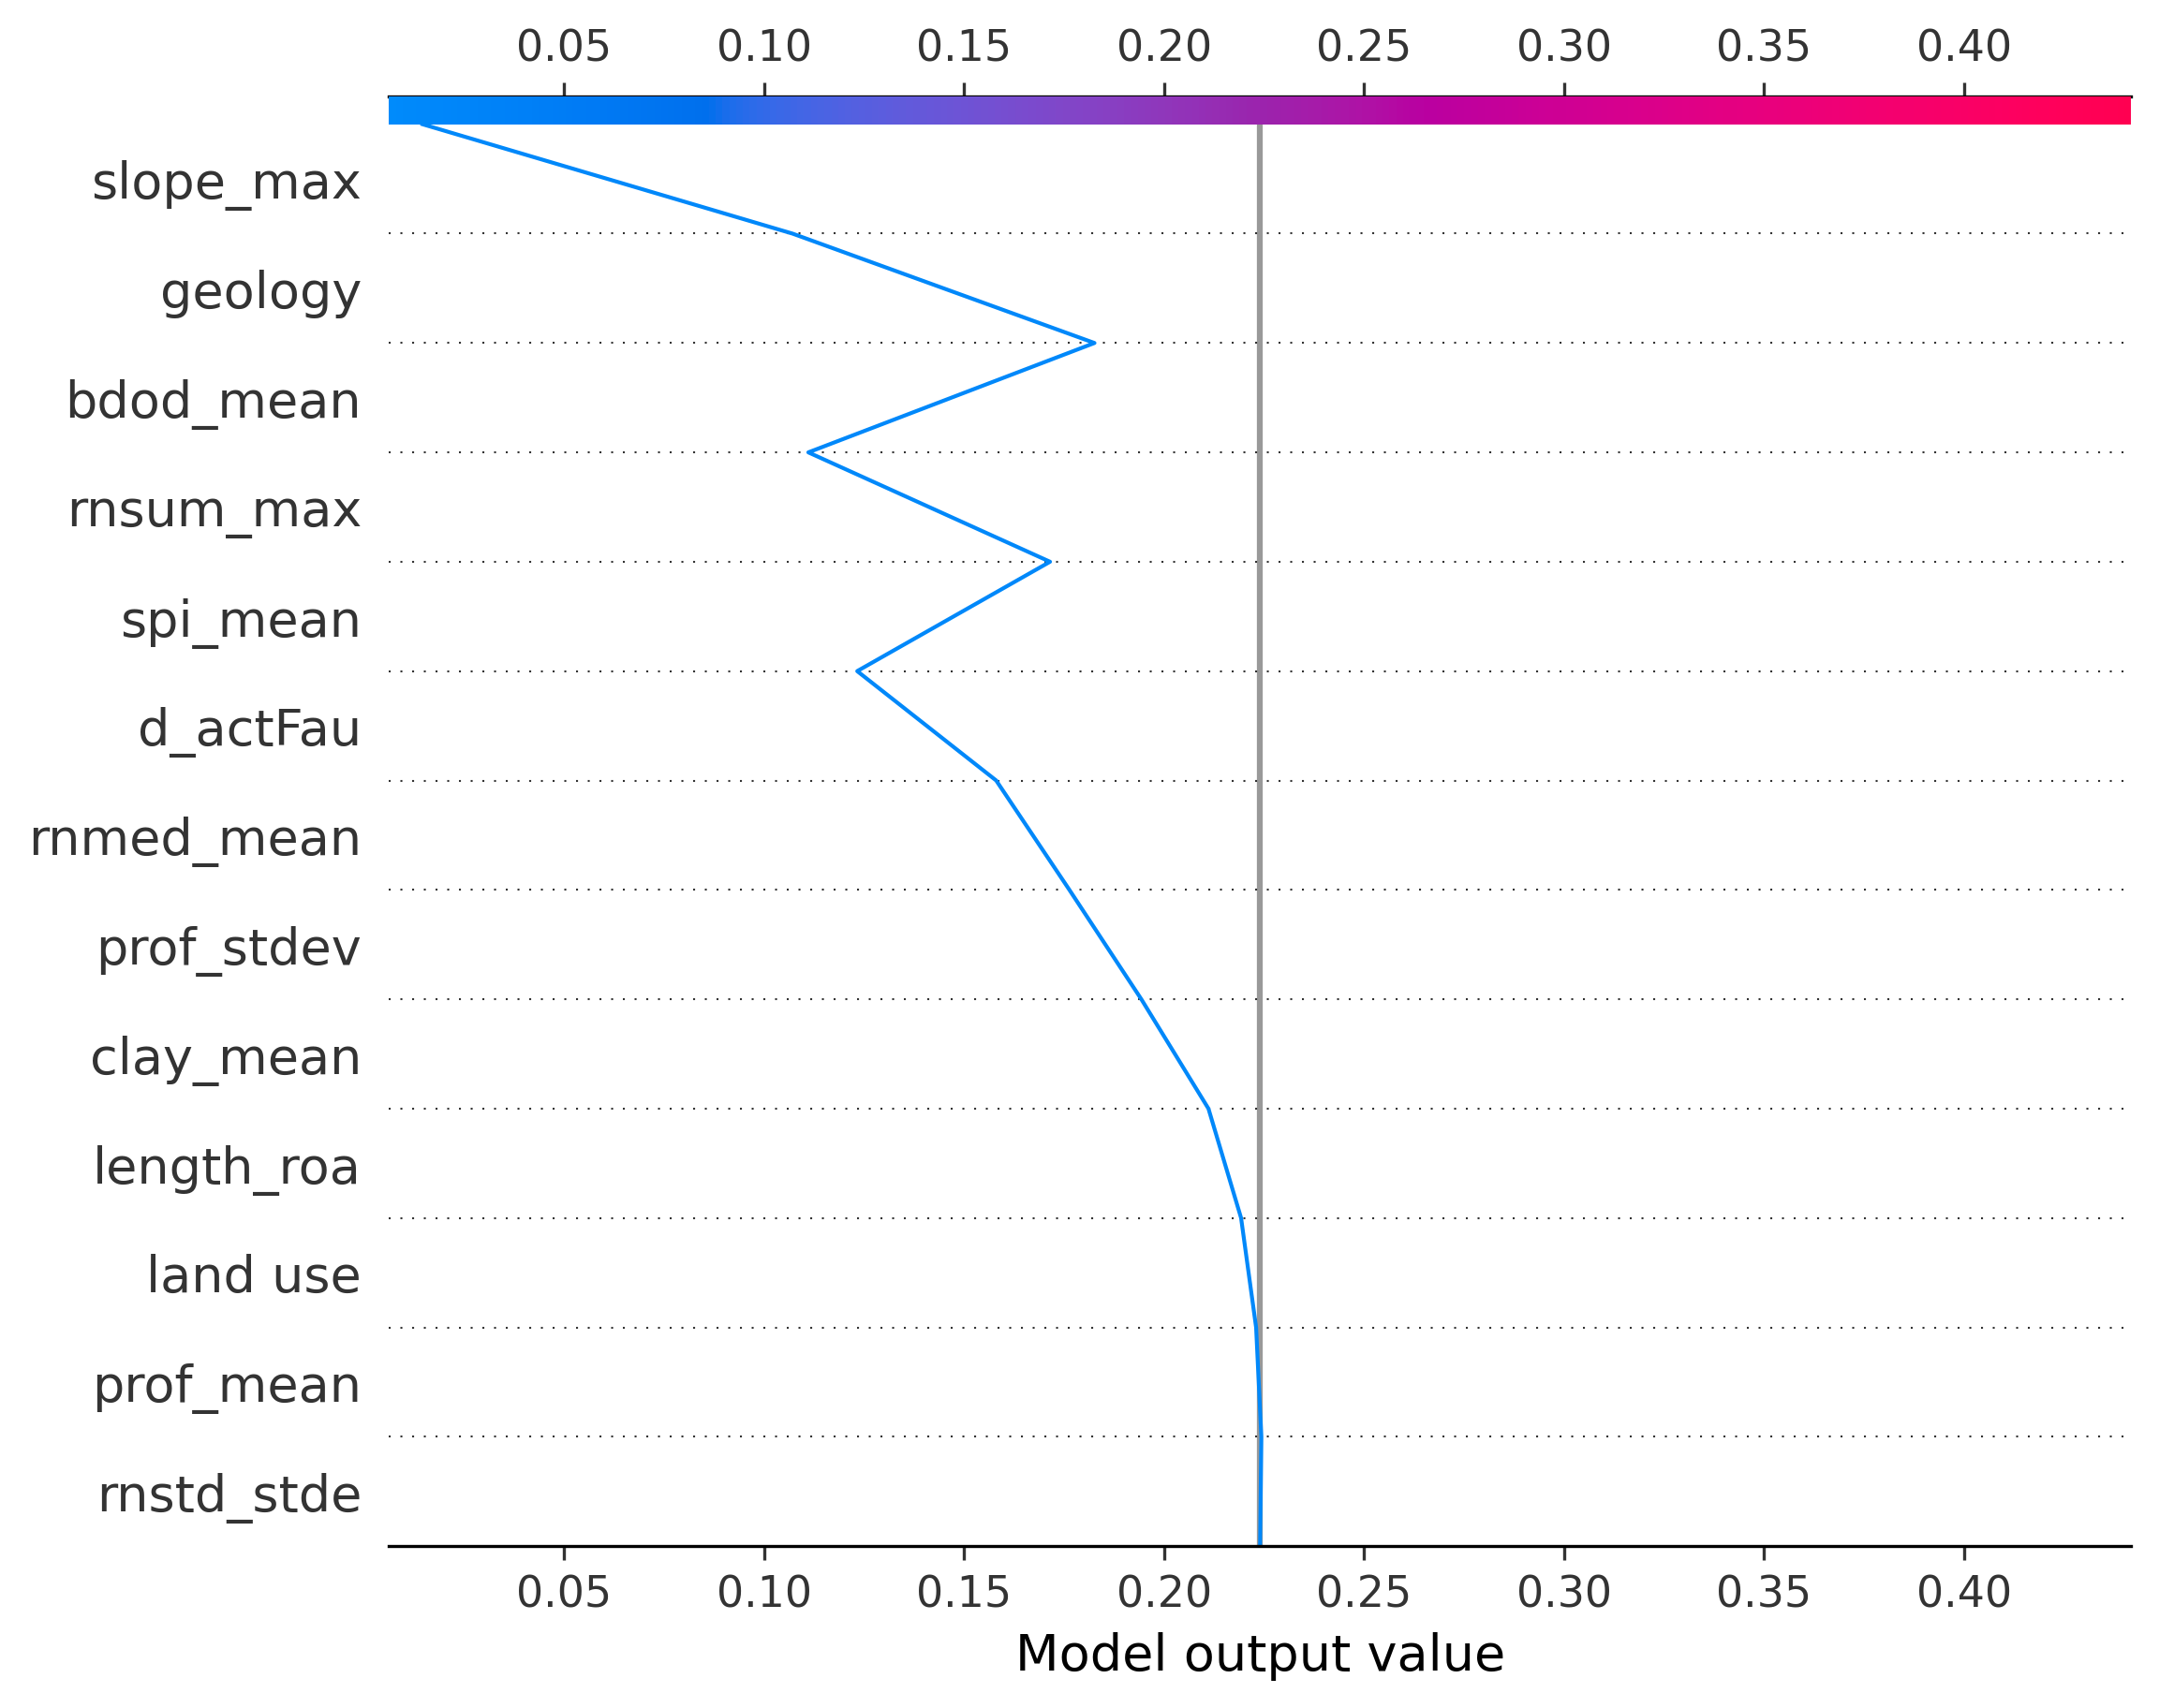 0.05 0.10 0.15 0.20 0.25 0.30 0.35 0.40
slope_max
geology
bdod_mean
rnsum_max
spi_mean
d_actFau
rnmed_mean
prof_stdev
clay_mean
length_roa
land use
prof_mean
rnstd_stde
0.05 0.10 0.15 0.20 0.25 0.30 0.35 0.40
Model output value